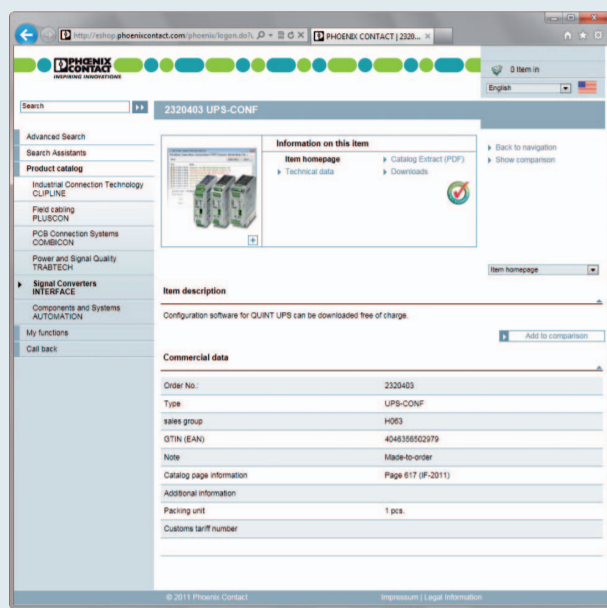 http://eshop.phoenixcontact.com/phoenix/logon.do
PHOENIX CONTACT | 2320...
PHOENIX
CONTACT
INSPIRING INNOVATIONS
0 Item in
English
Search
2320403 UPS-CONF
Advanced Search
Search Assistants
Product catalog
Industrial Connection Technology
CLIPLINE
Field cabling
PLUSCON
PCB Connection Systems
COMBICON
Power and Signal Quality
TRABTECH
Signal Converters
INTERFACE
Components and Systems
AUTOMATION
My functions
Call back
Information on this item
Item homepage
Catalog Extract (PDF)
Technical data
Downloads
Back to navigation
Show comparison
Item homepage
Item description
Configuration software for QUINT UPS can be downloaded free of charge.
Add to comparison
Commercial data
Order No.: 2320403
Type UPS-CONF
sales group H063
GTIN (EAN) 4046356502979
Note Made-to-order
Catalog page information Page 617 (IF-2011)
Additional information
Packing unit 1 pcs.
Customs tariff number
© 2011 Phoenix Contact Impressum | Legal Information